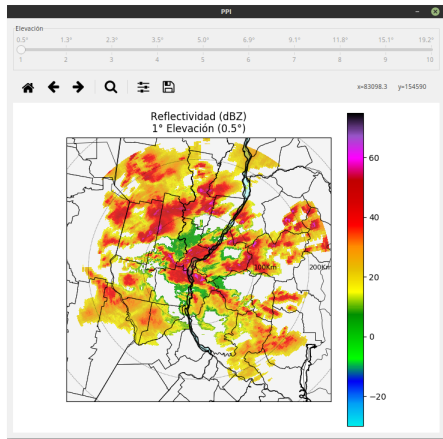 PPI
Elevación
0.5° 1.3° 2.3° 3.5° 5.0° 6.9° 9.1° 11.8° 15.1° 19.2°
1 2 3 4 5 6 7 8 9 10
x=83098.3 y=154590
Reflectividad (dBZ)
1° Elevación (0.5°)
60
40
100Km 200Km
20
0
−20